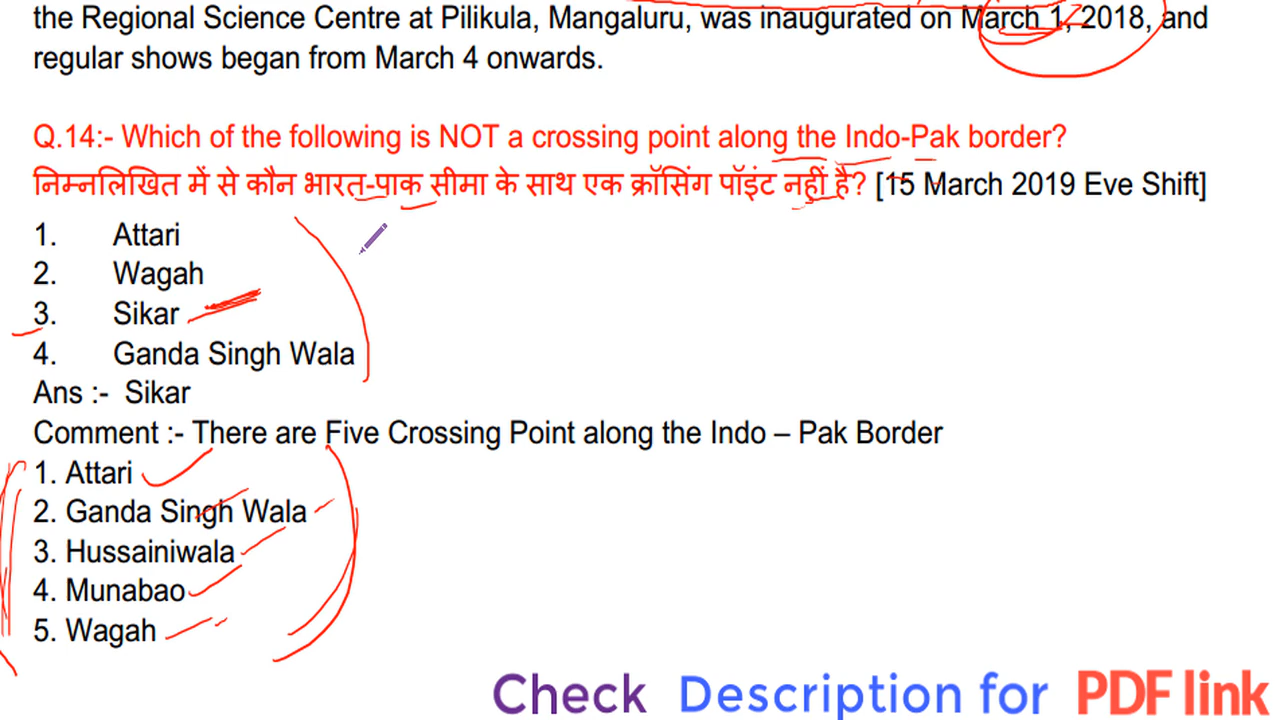 the Regional Science Centre at Pilikula, Mangaluru, was inaugurated on March 1, 2018, and
regular shows began from March 4 onwards.
Q.14:- Which of the following is NOT a crossing point along the Indo-Pak border?
निम्नलिखित में से कौन भारत-पाक सीमा के साथ एक क्रॉसिंग पॉइंट नहीं है? [15 March 2019 Eve Shift]
1. Attari
2. Wagah
3. Sikar
4. Ganda Singh Wala
Ans :- Sikar
Comment :- There are Five Crossing Point along the Indo – Pak Border
1. Attari
2. Ganda Singh Wala
3. Hussainiwala
4. Munabao
5. Wagah
Check Description for PDF link